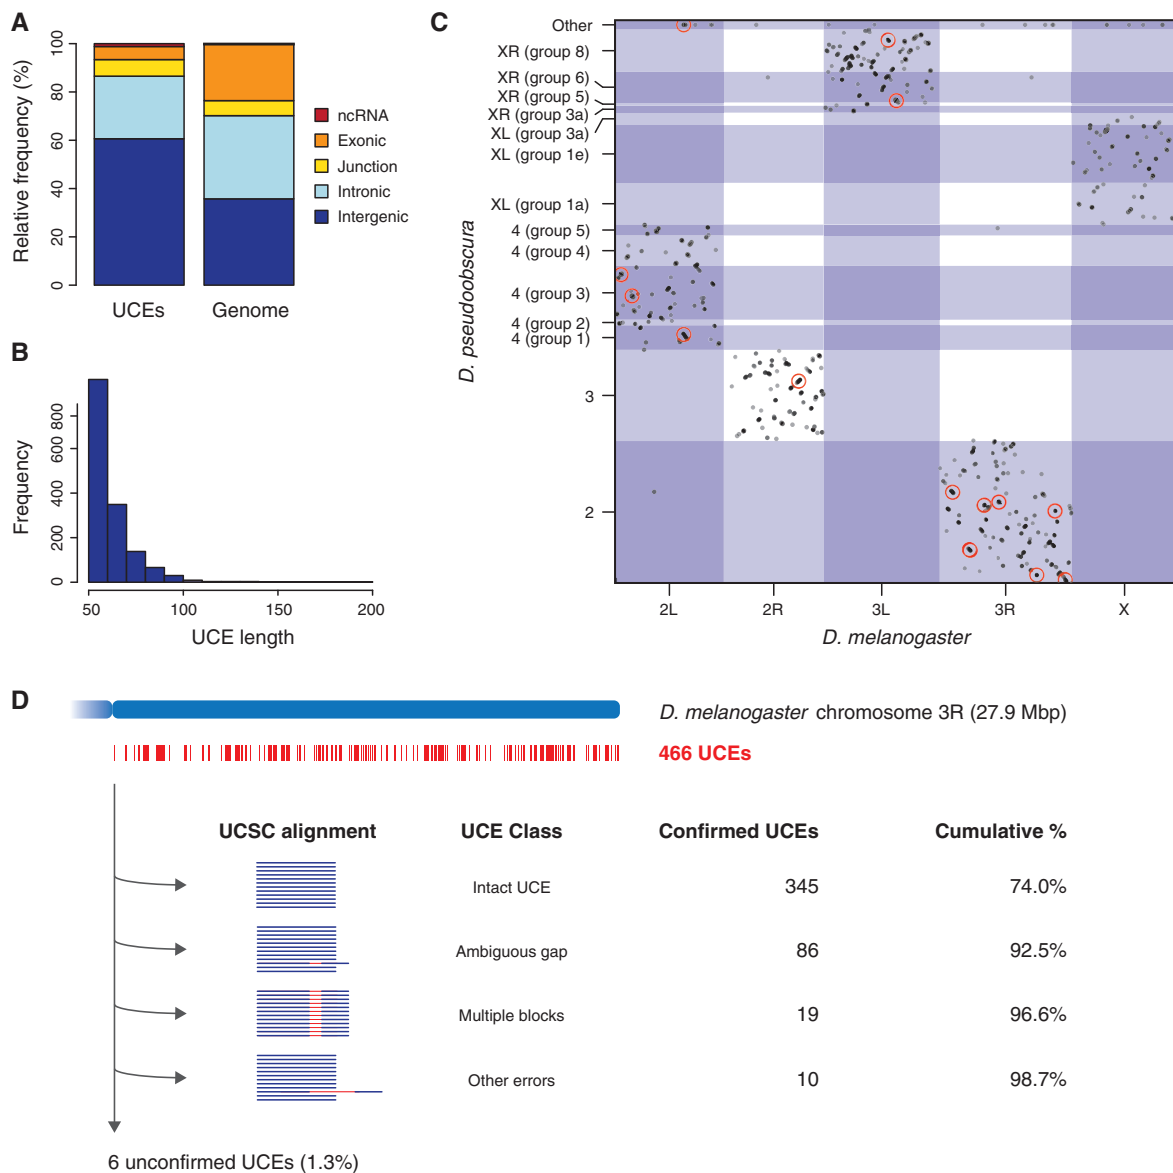 A
Relative frequency (%)
100
80
60
40
20
0
UCEs
Genome
ncRNA
Exonic
Junction
Intronic
Intergenic
B
Frequency
800
600
400
200
0
50
100
150
200
UCE length
C
D. pseudoobscura
Other
XR (group 8)
XR (group 6)
XR (group 5)
XR (group 3a)
XL (group 3a)
XL (group 1e)
XL (group 1a)
4 (group 5)
4 (group 4)
4 (group 3)
4 (group 2)
4 (group 1)
3
2
2L
2R
3L
3R
X
D. melanogaster
D
D. melanogaster chromosome 3R (27.9 Mbp)
466 UCEs
UCSC alignment UCE Class Confirmed UCEs Cumulative %
Intact UCE 345 74.0%
Ambiguous gap 86 92.5%
Multiple blocks 19 96.6%
Other errors 10 98.7%
6 unconfirmed UCEs (1.3%)